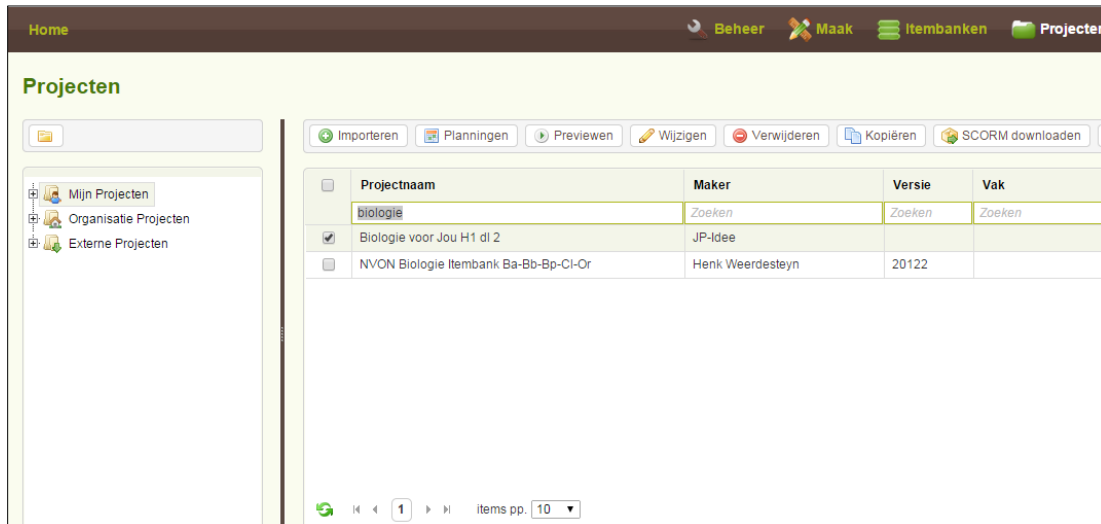 Home Beheer Maak Itembanken Projecten
Projecten
Importeren Planningen Previewen Wijzigen Verwijderen Kopiëren SCORM downloaden
Projectnaam Maker Versie Vak
biologie Zoeken Zoeken Zoeken
Mijn Projecten
Organisatie Projecten
Externe Projecten
Biologie voor Jou H1 dl 2 JP-Idee
NVON Biologie Itembank Ba-Bb-Bp-Cl-Or Henk Weerdesteyn 20122
1 items pp. 10